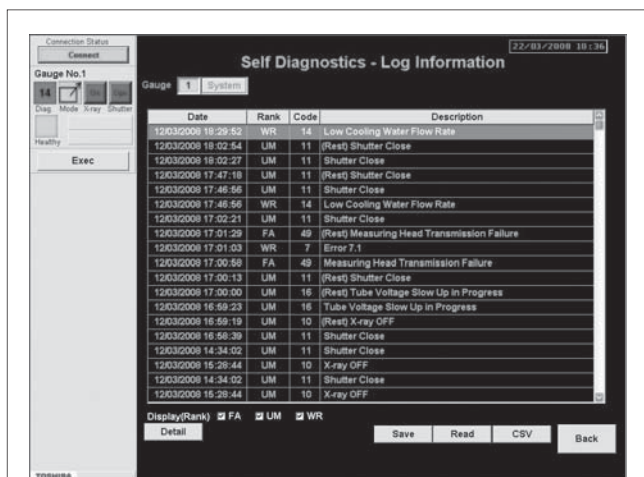 Connection Status
Connect
22/03/2008 18:36
Self Diagnostics - Log Information
Gauge No.1
Gauge 1 System
14
Diag. Mode X-ray Shutter
Healthy
Exec
Date Rank Code Description
12/03/2008 18:29:52 WR 14 Low Cooling Water Flow Rate
12/03/2008 18:02:54 UM 11 (Rest) Shutter Close
12/03/2008 18:02:27 UM 11 Shutter Close
12/03/2008 17:47:18 UM 11 (Rest) Shutter Close
12/03/2008 17:46:56 UM 11 Shutter Close
12/03/2008 17:46:56 WR 14 Low Cooling Water Flow Rate
12/03/2008 17:02:21 UM 11 Shutter Close
12/03/2008 17:01:29 FA 49 (Rest) Measuring Head Transmission Failure
12/03/2008 17:01:03 WR 7 Error 7.1
12/03/2008 17:00:58 FA 49 Measuring Head Transmission Failure
12/03/2008 17:00:13 UM 11 (Rest) Shutter Close
12/03/2008 17:00:00 UM 16 (Rest) Tube Voltage Slow Up in Progress
12/03/2008 16:59:23 UM 16 Tube Voltage Slow Up in Progress
12/03/2008 16:59:19 UM 10 (Rest) X-ray OFF
12/03/2008 16:58:39 UM 11 Shutter Close
12/03/2008 14:34:02 UM 11 Shutter Close
12/03/2008 15:28:44 UM 10 X-ray OFF
12/03/2008 14:34:02 UM 11 Shutter Close
12/03/2008 15:28:44 UM 10 X-ray OFF
Display(Rank) FA UM WR
Detail Save Read CSV Back
TOSHIBA